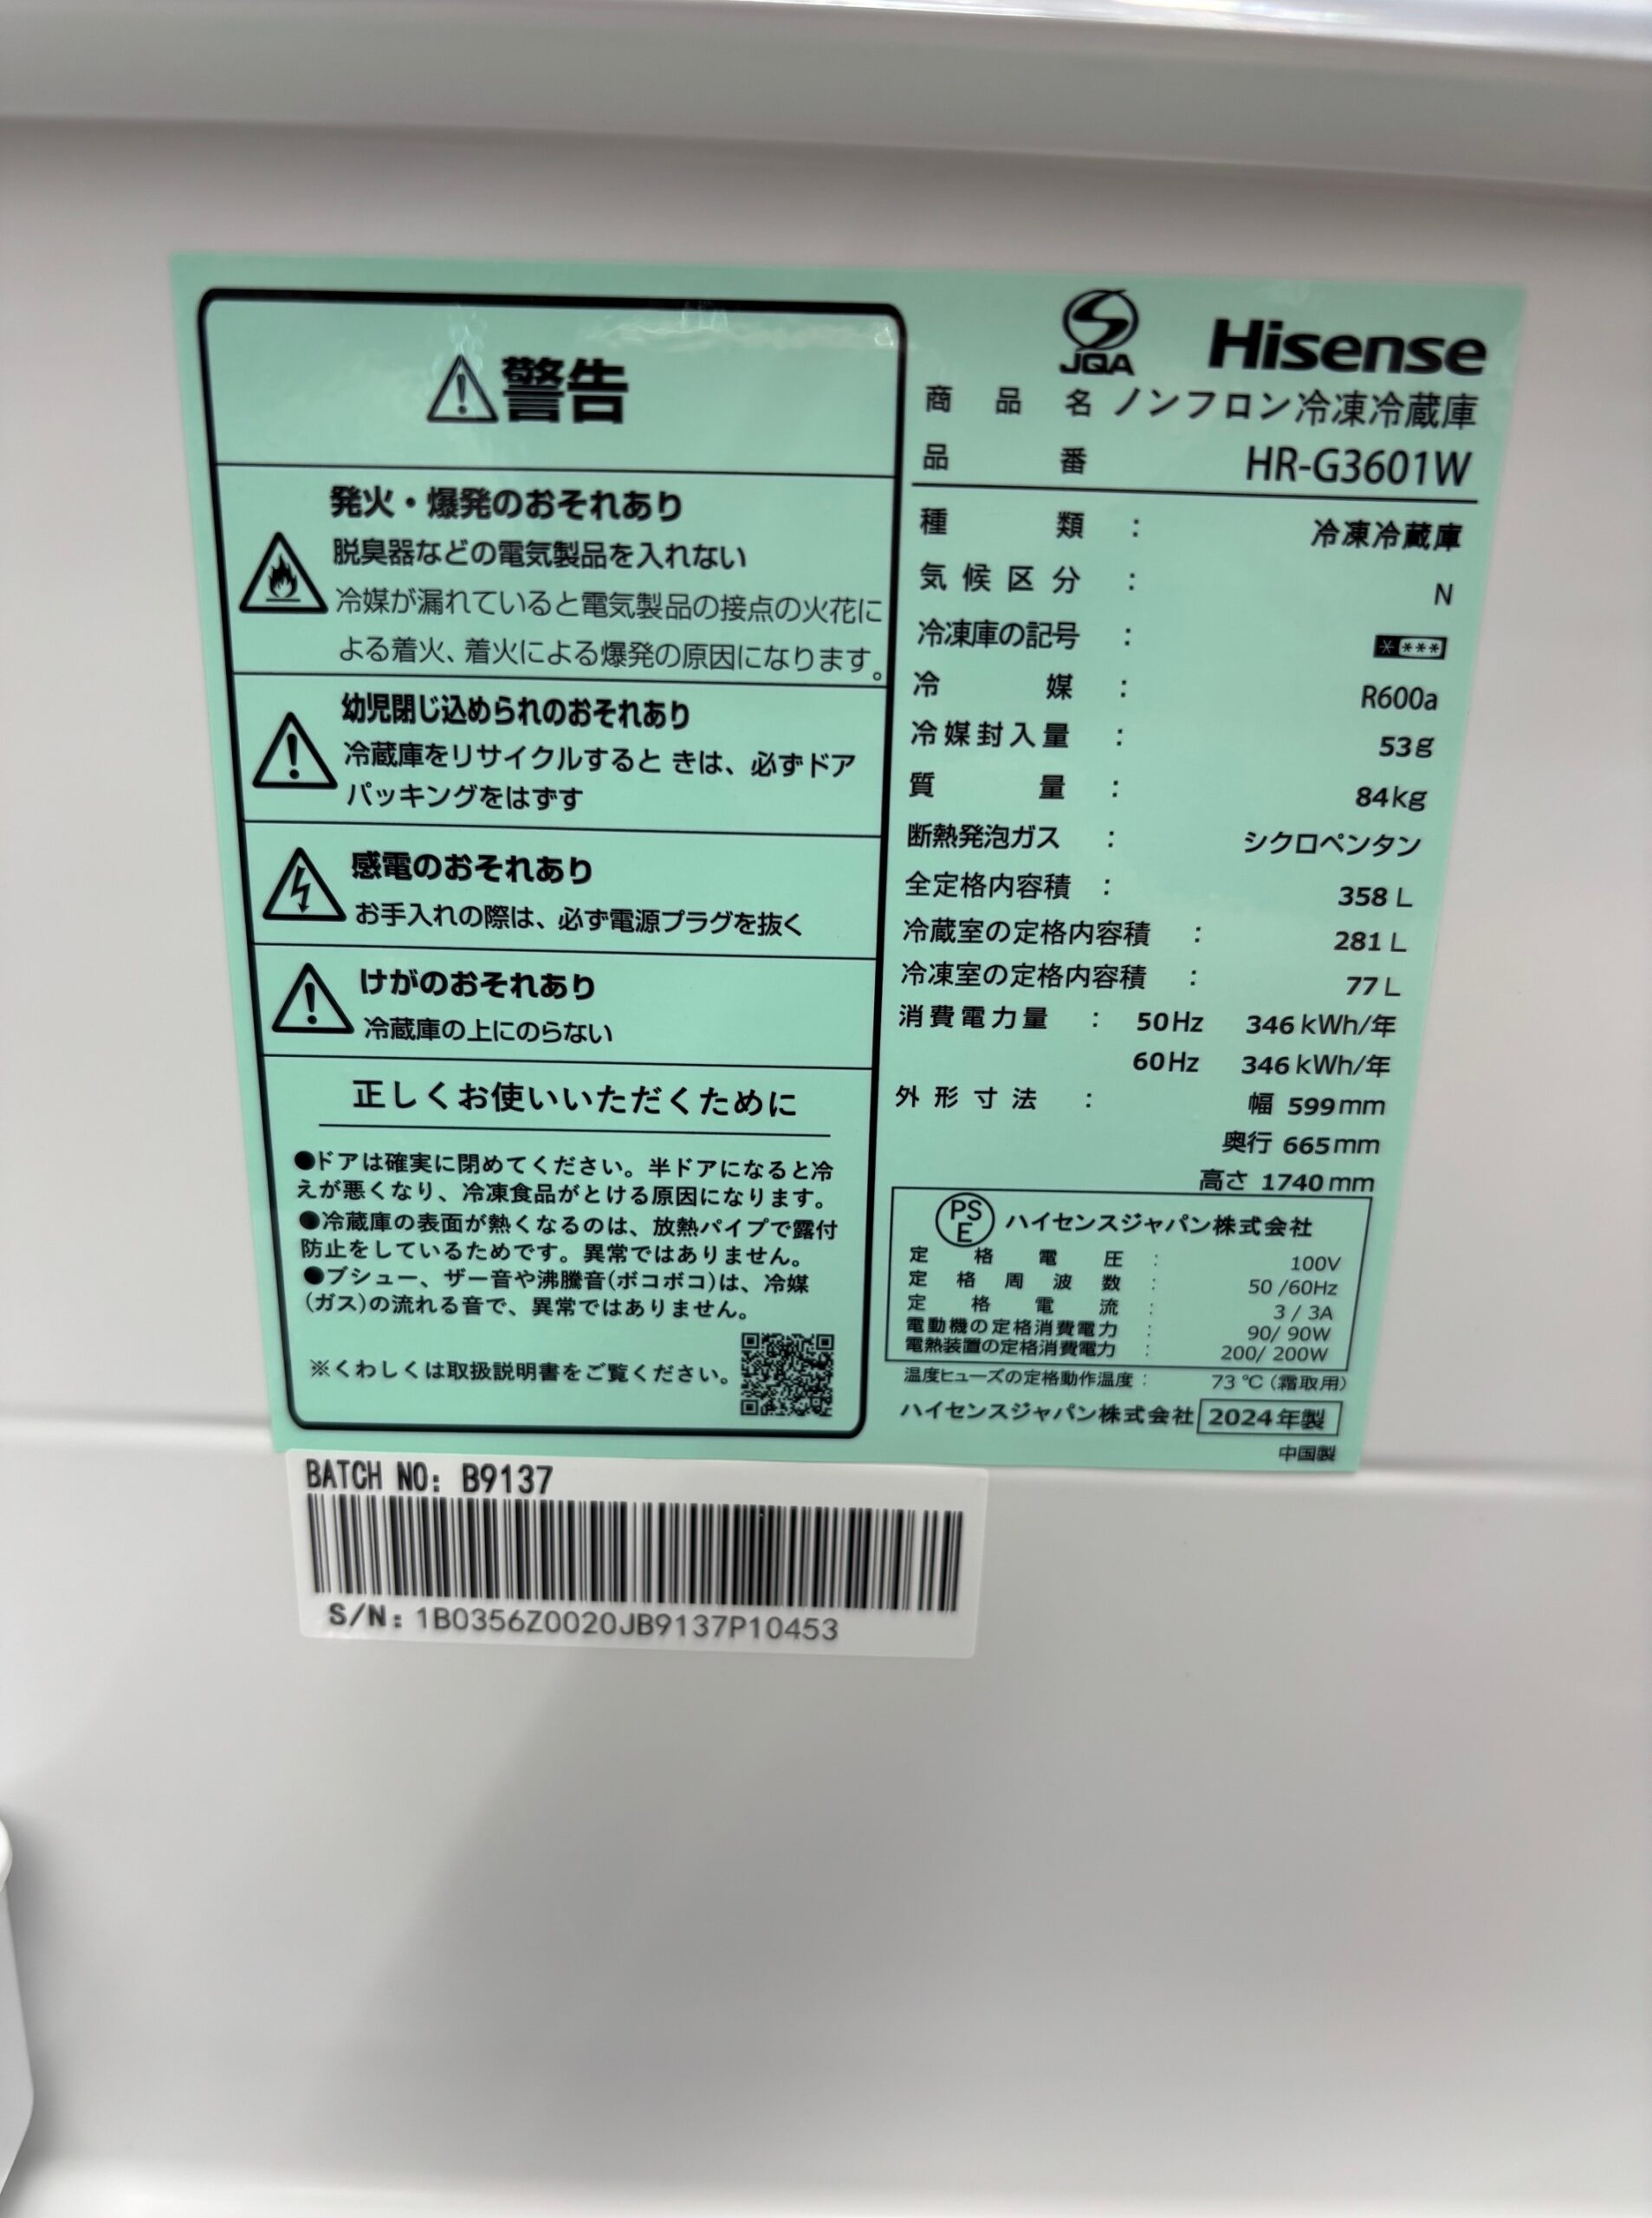 警告
発火・爆発のおそれあり
脱臭器などの電気製品を入れない
冷媒が漏れていると電気製品の接点の火花に
よる着火、着火による爆発の原因になります。
幼児閉じ込められのおそれあり
冷蔵庫をリサイクルすると きは、必ずドア
パッキングをはずす
感電のおそれあり
お手入れの際は、必ず電源プラグを抜く
けがのおそれあり
冷蔵庫の上にのらない
正しくお使いいただくために
●ドアは確実に閉めてください。半ドアになると冷
えが悪くなり、冷凍食品がとける原因になります。
●冷蔵庫の表面が熱くなるのは、放熱パイプで露付
防止をしているためです。異常ではありません。
●ブシュー、ザー音や沸騰音(ボコボコ)は、冷媒
(ガス)の流れる音で、異常ではありません。
※くわしくは取扱説明書をご覧ください。
JQA Hisense
商品名 ノンフロン冷凍冷蔵庫
品番 HR-G3601W
種類 : 冷凍冷蔵庫
気候区分 : N
冷凍庫の記号 : * ***
冷媒 : R600a
冷媒封入量 : 53g
質量 : 84kg
断熱発泡ガス : シクロペンタン
全定格内容積 : 358 L
冷蔵室の定格内容積 : 281 L
冷凍室の定格内容積 : 77 L
消費電力量 : 50Hz 346 kWh/年
60Hz 346 kWh/年
外形寸法 : 幅 599mm
奥行 665mm
高さ 1740mm
PSE ハイセンスジャパン株式会社
定格電圧 : 100V
定格周波数 : 50 /60Hz
定格電流 : 3 / 3A
電動機の定格消費電力 : 90/ 90W
電熱装置の定格消費電力 : 200/ 200W
温度ヒューズの定格動作温度 : 73 ℃ (霜取用)
ハイセンスジャパン株式会社 2024年製
中国製
BATCH NO: B9137
S/N: 1B0356Z0020JB9137P10453